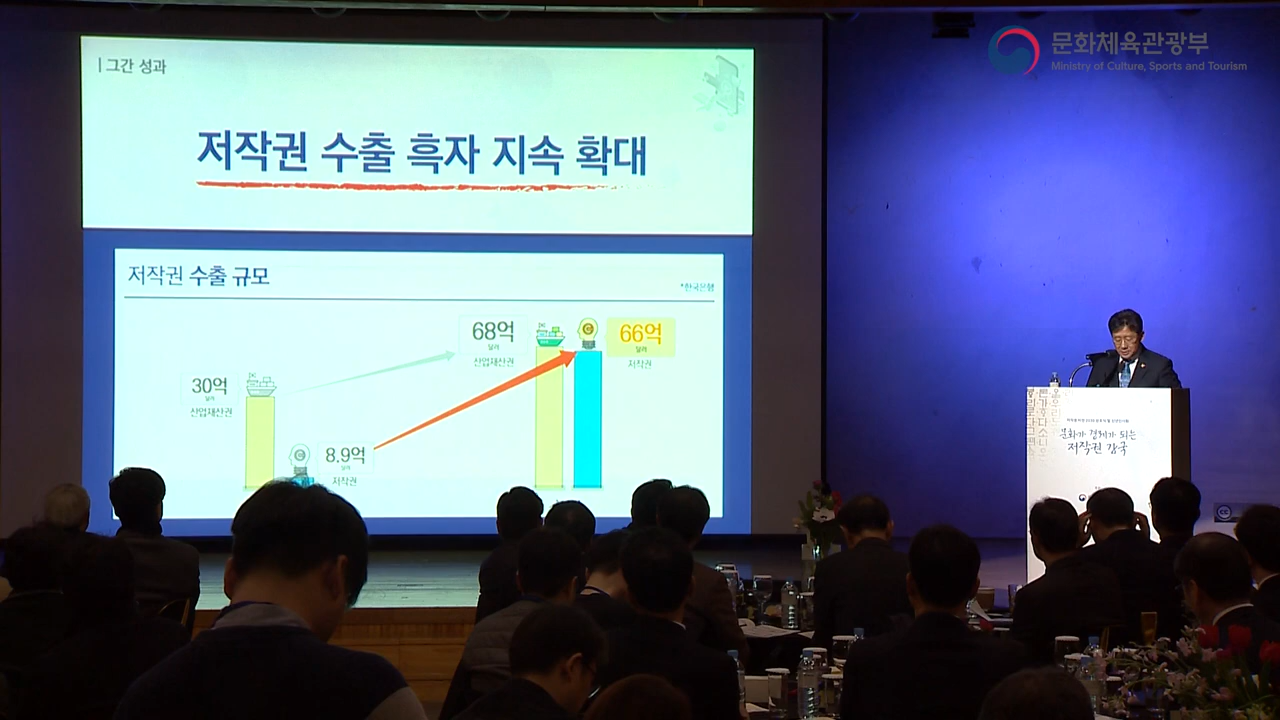 문화체육관광부
Ministry of Culture, Sports and Tourism
| 그간 성과
저작권 수출 흑자 지속 확대
저작권 수출 규모
*한국은행
68억
달러
산업재산권
66억
달러
저작권
30억
달러
산업재산권
8.9억
달러
저작권
문화가 경제가 되는
저작권 강국